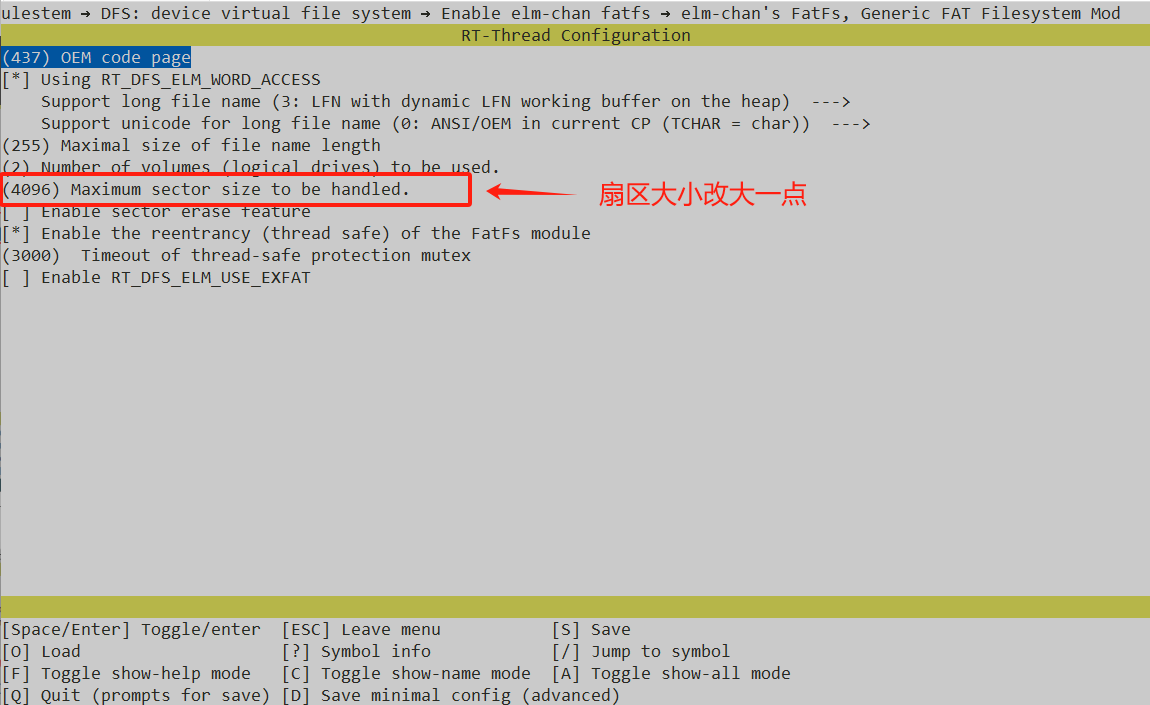 ulestem → DFS: device virtual file system → Enable elm-chan fatfs → elm-chan's FatFs, Generic FAT Filesystem Mod
RT-Thread Configuration
(437) OEM code page
[*] Using RT_DFS_ELM_WORD_ACCESS
Support long file name (3: LFN with dynamic LFN working buffer on the heap)  --->
Support unicode for long file name (0: ANSI/OEM in current CP (TCHAR = char))  --->
(255) Maximal size of file name length
(2) Number of volumes (logical drives) to be used.
(4096) Maximum sector size to be handled.
扇区大小改大一点
[ ] Enable sector erase feature
[*] Enable the reentrancy (thread safe) of the FatFs module
(3000)  Timeout of thread-safe protection mutex
[ ] Enable RT_DFS_ELM_USE_EXFAT
[Space/Enter] Toggle/enter  [ESC] Leave menu  [S] Save
[O] Load  [?] Symbol info  [/] Jump to symbol
[F] Toggle show-help mode  [C] Toggle show-name mode  [A] Toggle show-all mode
[Q] Quit (prompts for save)  [D] Save minimal config (advanced)